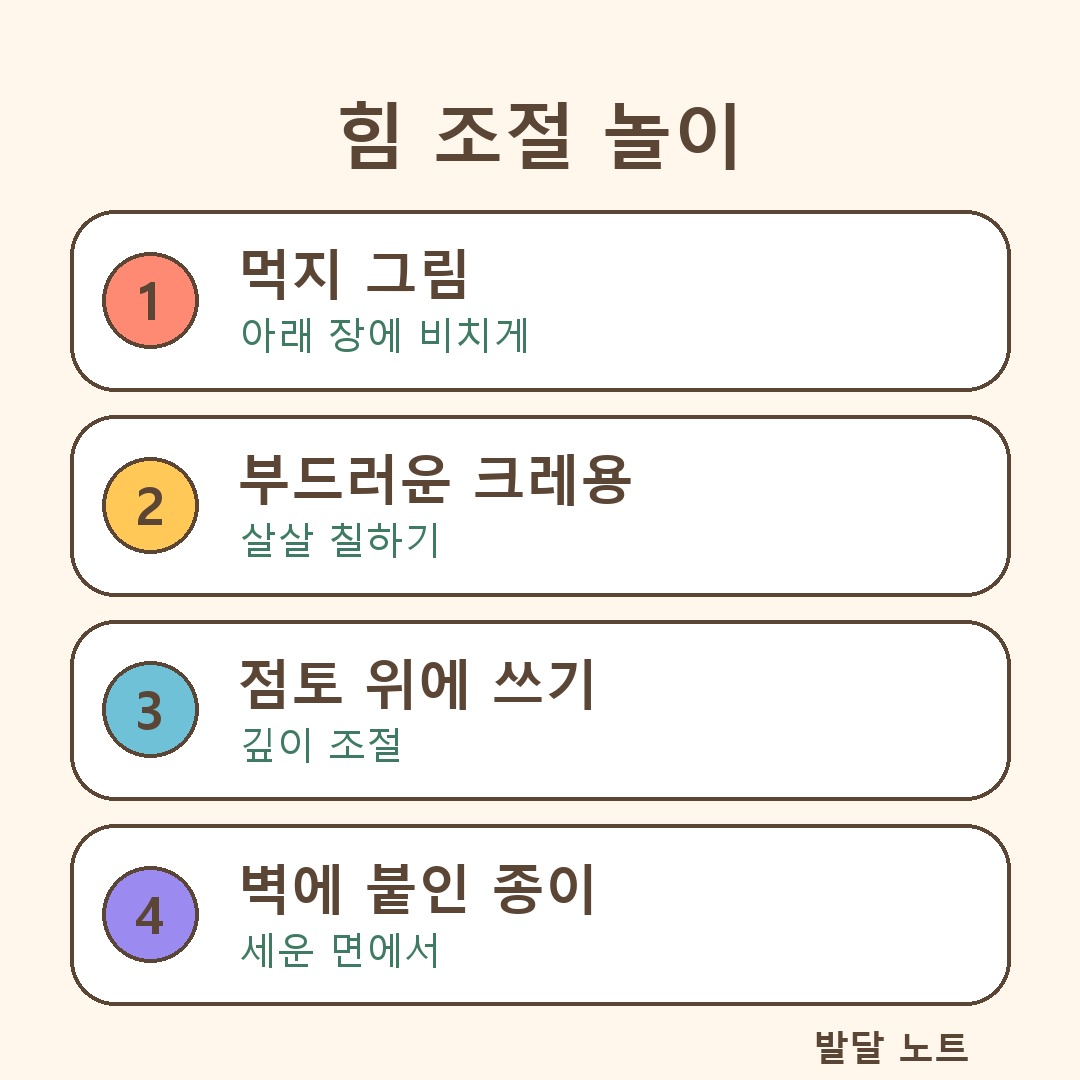 힘 조절 놀이
1
먹지 그림
아래 장에 비치게
2
부드러운 크레용
살살 칠하기
3
점토 위에 쓰기
깊이 조절
4
벽에 붙인 종이
세운 면에서
발달 노트